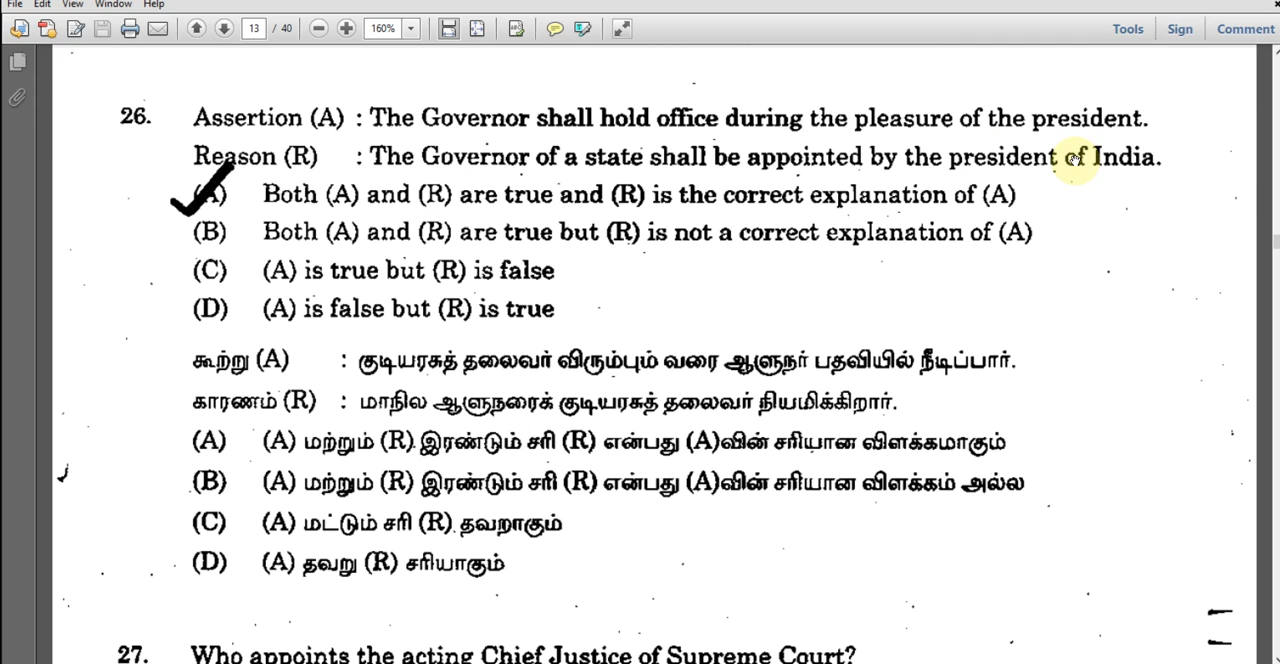 File Edit View Window Help
13 / 40 160% Tools Sign Comment
26. Assertion (A) : The Governor shall hold office during the pleasure of the president.
Reason (R) : The Governor of a state shall be appointed by the president of India.
(A) Both (A) and (R) are true and (R) is the correct explanation of (A)
(B) Both (A) and (R) are true but (R) is not a correct explanation of (A)
(C) (A) is true but (R) is false
(D) (A) is false but (R) is true
கூற்று (A) : குடியரசுத் தலைவர் விரும்பும் வரை ஆளுநர் பதவியில் நீடிப்பார்.
காரணம் (R) : மாநில ஆளுநரைக் குடியரசுத் தலைவர் நியமிக்கிறார்.
(A) (A) மற்றும் (R) இரண்டும் சரி (R) என்பது (A)வின் சரியான விளக்கமாகும்
(B) (A) மற்றும் (R) இரண்டும் சரி (R) என்பது (A)வின் சரியான விளக்கம் அல்ல
(C) (A) மட்டும் சரி (R) தவறாகும்
(D) (A) தவறு (R) சரியாகும்
27. Who appoints the acting Chief Justice of Supreme Court?